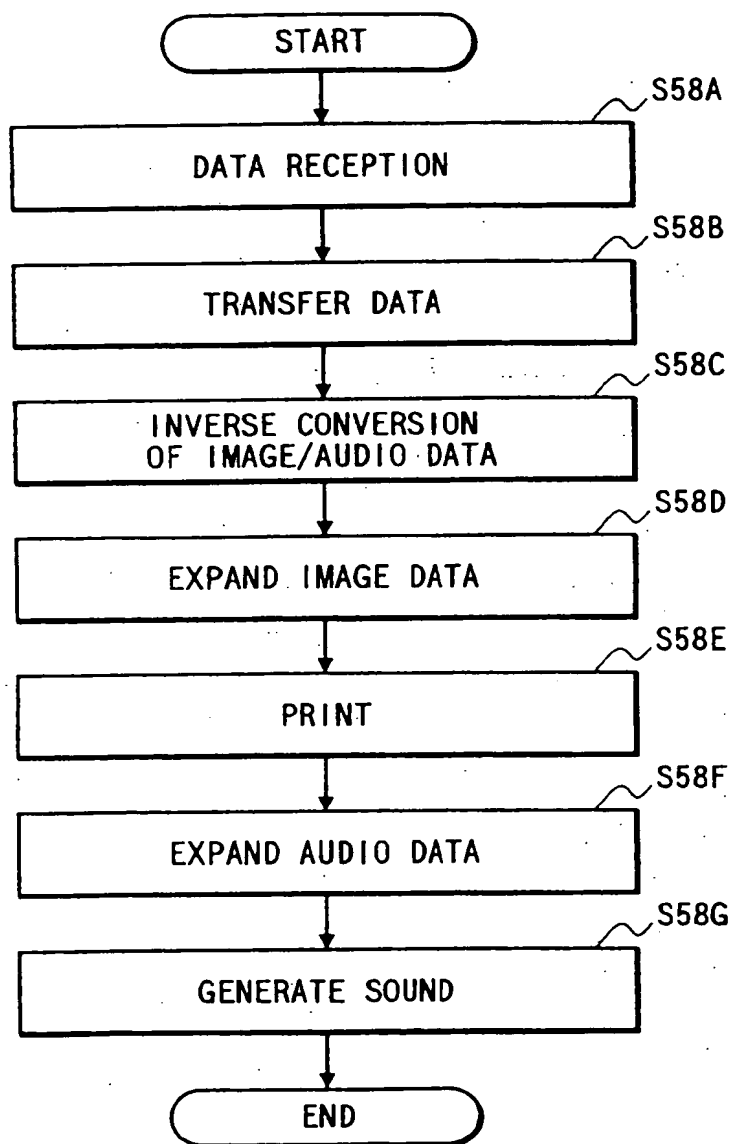 START
S58A
DATA RECEPTION
S58B
TRANSFER DATA
S58C
INVERSE CONVERSION
OF IMAGE/AUDIO DATA
S58D
EXPAND IMAGE DATA
S58E
PRINT
S58F
EXPAND AUDIO DATA
S58G
GENERATE SOUND
END